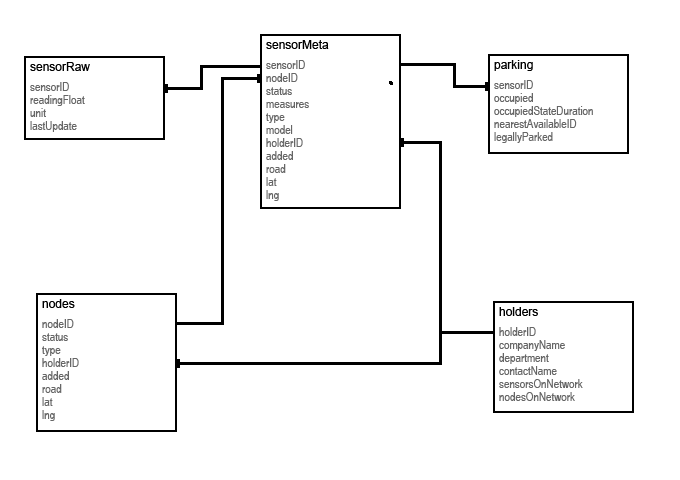 sensorRaw
sensorID
readingFloat
unit
lastUpdate
sensorMeta
sensorID
nodeID
status
measures
type
model
holderID
added
road
lat
lng
parking
sensorID
occupied
occupiedStateDuration
nearestAvailableID
legallyParked
nodes
nodeID
status
type
holderID
added
road
lat
lng
holders
holderID
companyName
department
contactName
sensorsOnNetwork
nodesOnNetwork